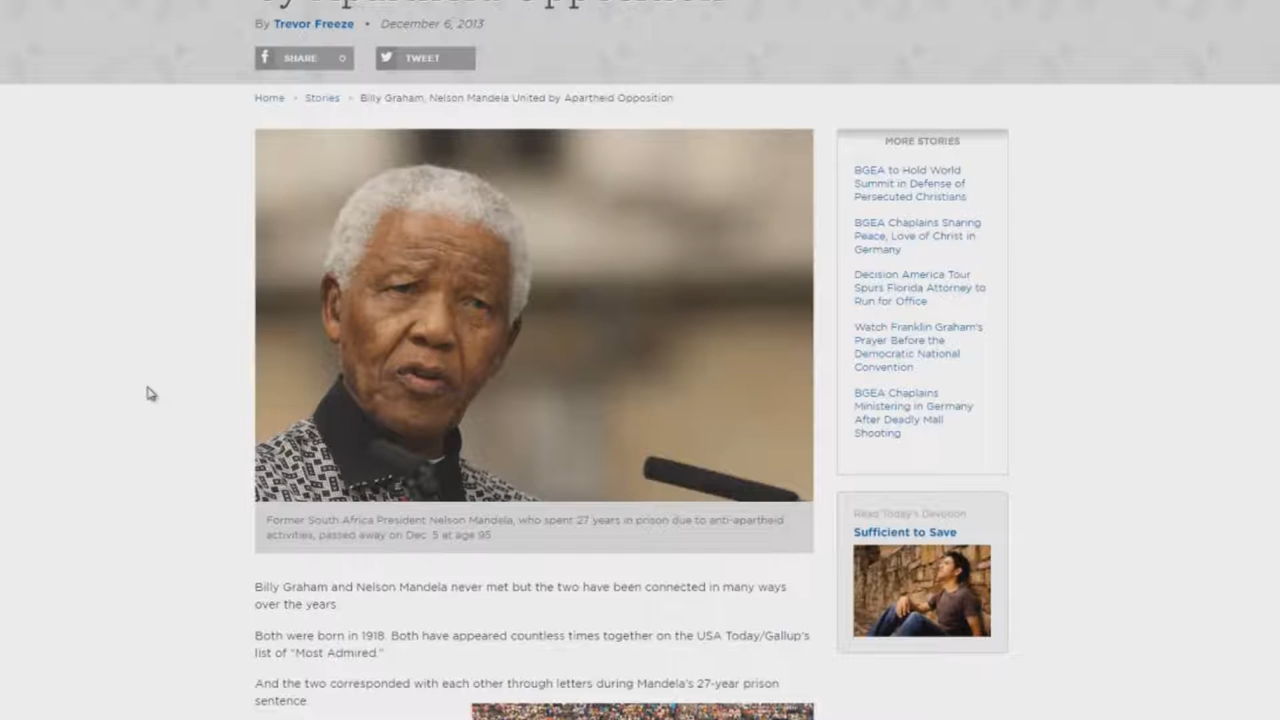 By Trevor Freeze • December 6, 2013
SHARE 0
TWEET
Home > Stories > Billy Graham, Nelson Mandela United by Apartheid Opposition
MORE STORIES
BGEA to Hold World
Summit in Defense of
Persecuted Christians
BGEA Chaplains Sharing
Peace, Love of Christ in
Germany
Decision America Tour
Spurs Florida Attorney to
Run for Office
Watch Franklin Graham's
Prayer Before the
Democratic National
Convention
BGEA Chaplains
Ministering in Germany
After Deadly Mall
Shooting
Former South Africa President Nelson Mandela, who spent 27 years in prison due to anti-apartheid
activities, passed away on Dec. 5 at age 95.
Read Today's Devotion
Sufficient to Save
Billy Graham and Nelson Mandela never met but the two have been connected in many ways
over the years.
Both were born in 1918. Both have appeared countless times together on the USA Today/Gallup's
list of "Most Admired."
And the two corresponded with each other through letters during Mandela's 27-year prison
sentence.